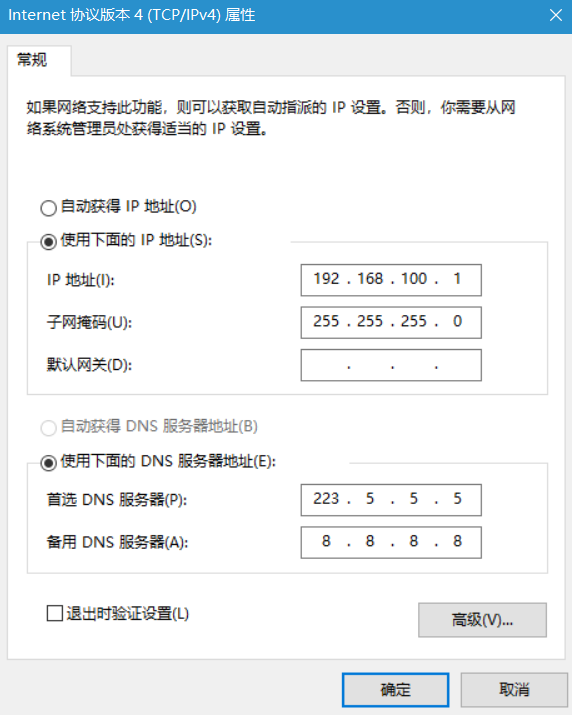 Internet 协议版本 4 (TCP/IPv4) 属性
常规
如果网络支持此功能，则可以获取自动指派的 IP 设置。否则，你需要从网
络系统管理员处获得适当的 IP 设置。
自动获得 IP 地址(O)
使用下面的 IP 地址(S):
IP 地址(I): 192 . 168 . 100 . 1
子网掩码(U): 255 . 255 . 255 . 0
默认网关(D): . . .
自动获得 DNS 服务器地址(B)
使用下面的 DNS 服务器地址(E):
首选 DNS 服务器(P): 223 . 5 . 5 . 5
备用 DNS 服务器(A): 8 . 8 . 8 . 8
退出时验证设置(L)
高级(V)...
确定 取消